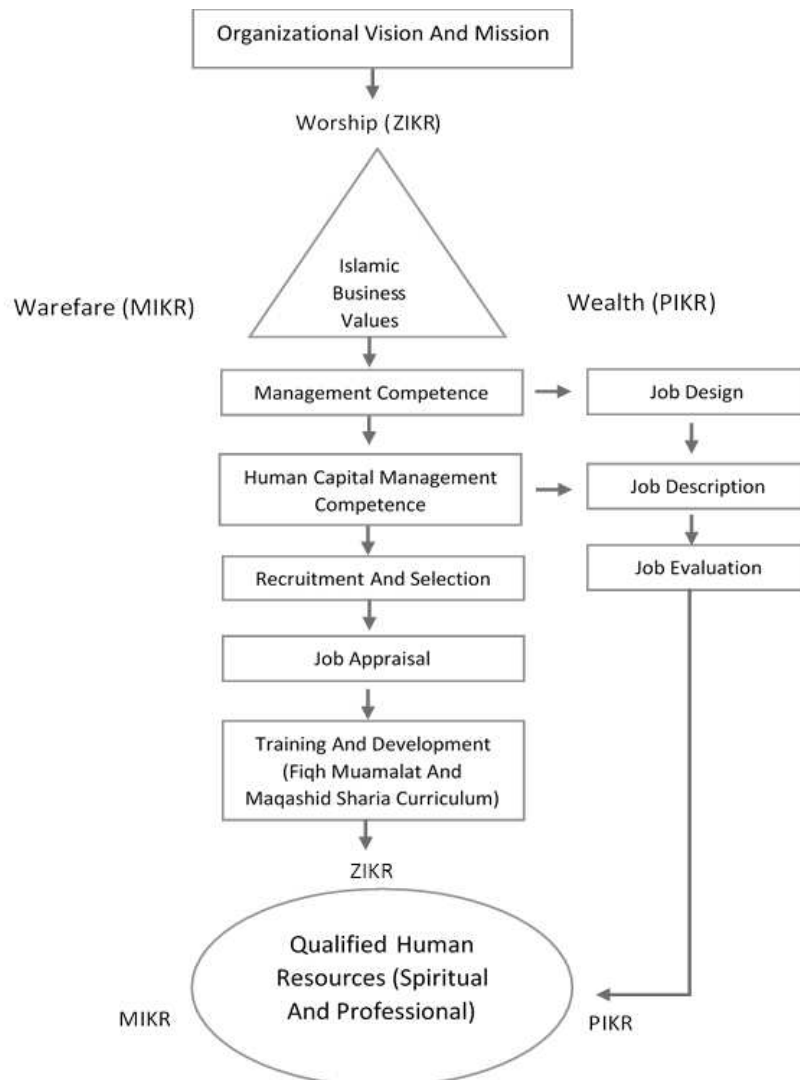 Organizational Vision And Mission
Worship (ZIKR)
Islamic
Business
Values
Warefare (MIKR)
Wealth (PIKR)
Management Competence
Job Design
Human Capital Management
Competence
Job Description
Recruitment And Selection
Job Evaluation
Job Appraisal
Training And Development
(Fiqh Muamalat And
Maqashid Sharia Curriculum)
ZIKR
Qualified Human
Resources (Spiritual
And Professional)
MIKR
PIKR